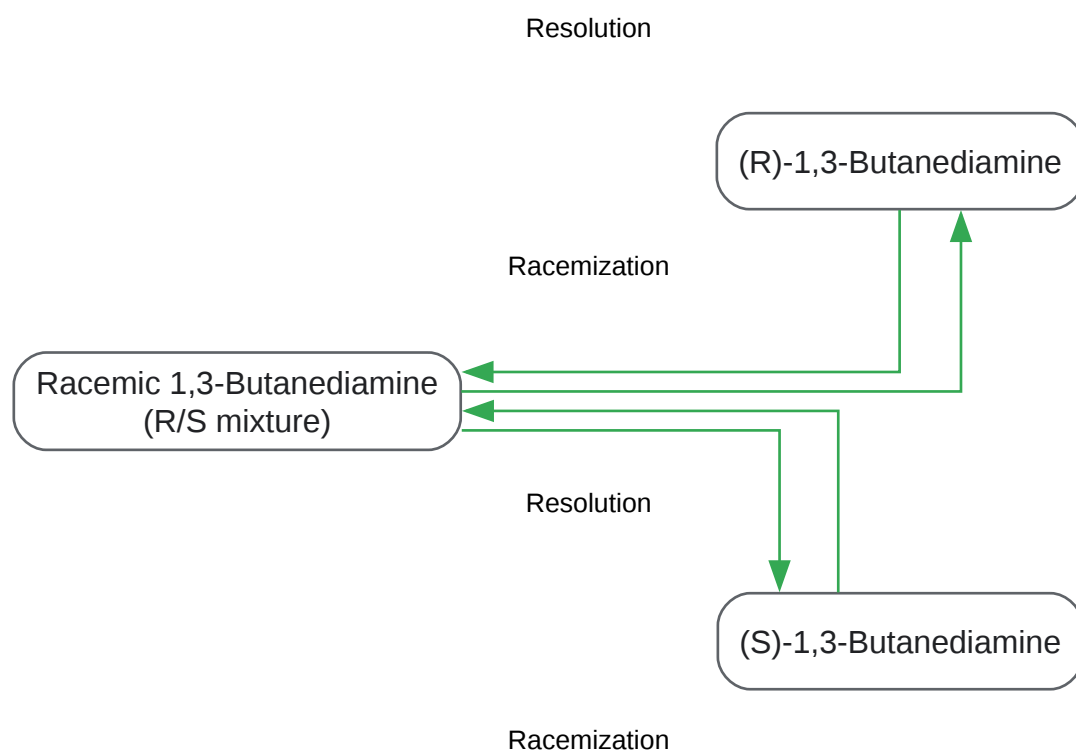 Resolution
(R)-1,3-Butanediamine
Racemization
Racemic 1,3-Butanediamine
(R/S mixture)
Resolution
(S)-1,3-Butanediamine
Racemization